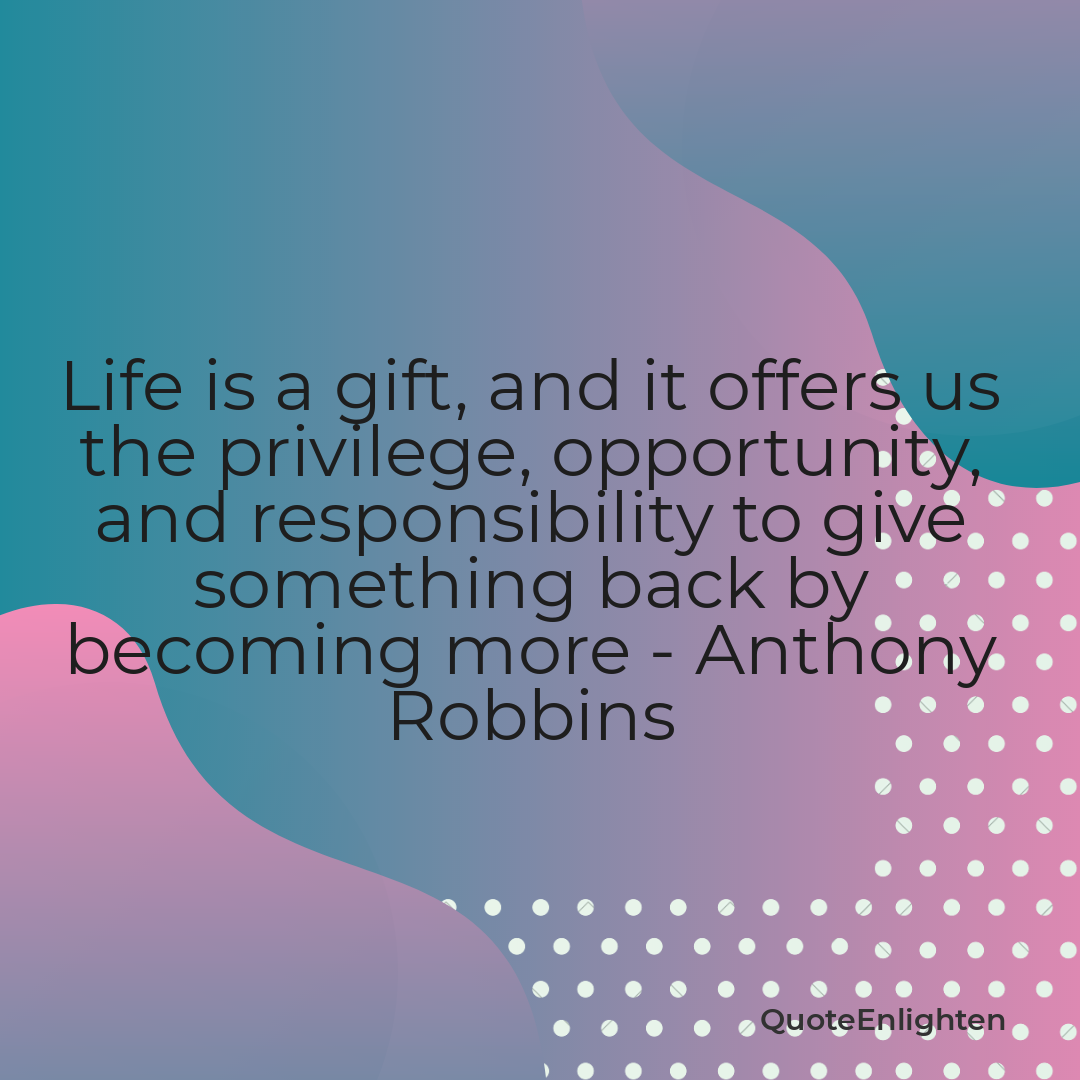 Life is a gift, and it offers us
the privilege, opportunity,
and responsibility to give
something back by
becoming more - Anthony
Robbins
QuoteEnlighten